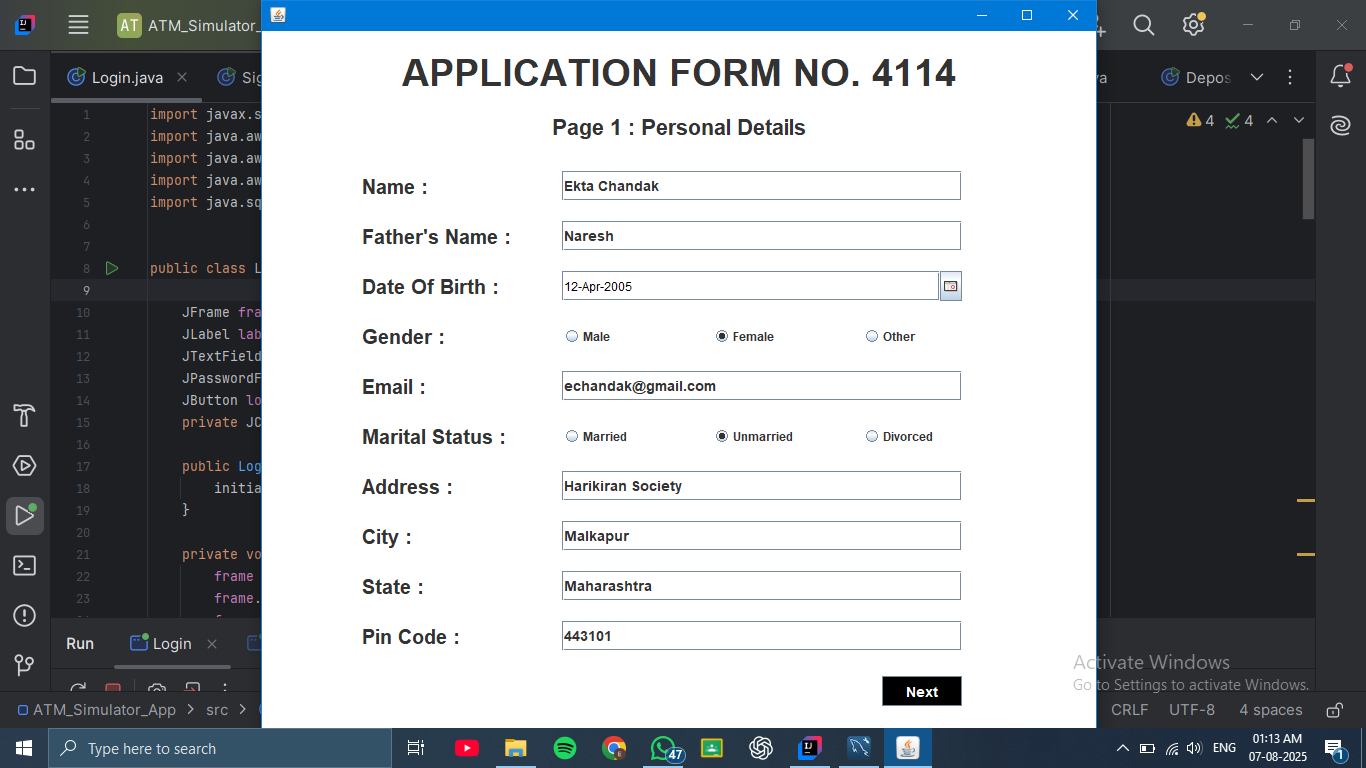 AT ATM_Simulator_
Login.java
Depos
4 4
1 import javax.s
2 import java.aw
3 import java.aw
4 import java.aw
5 import java.sq
6
7
8 public class L
9
10 JFrame fra
11 JLabel lab
12 JTextField
13 JPasswordF
14 JButton lo
15 private JC
16
17 public Log
18 initia
19 }
20
21 private vo
22 frame
23 frame.
APPLICATION FORM NO. 4114
Page 1 : Personal Details
Name : Ekta Chandak
Father's Name : Naresh
Date Of Birth : 12-Apr-2005
Gender : Male Female Other
Email : echandak@gmail.com
Marital Status : Married Unmarried Divorced
Address : Harikiran Society
City : Malkapur
State : Maharashtra
Pin Code : 443101
Next
Run Login
Activate Windows
Go to Settings to activate Windows.
ATM_Simulator_App > src >
CRLF UTF-8 4 spaces
Type here to search
47
ENG
01:13 AM
07-08-2025
1